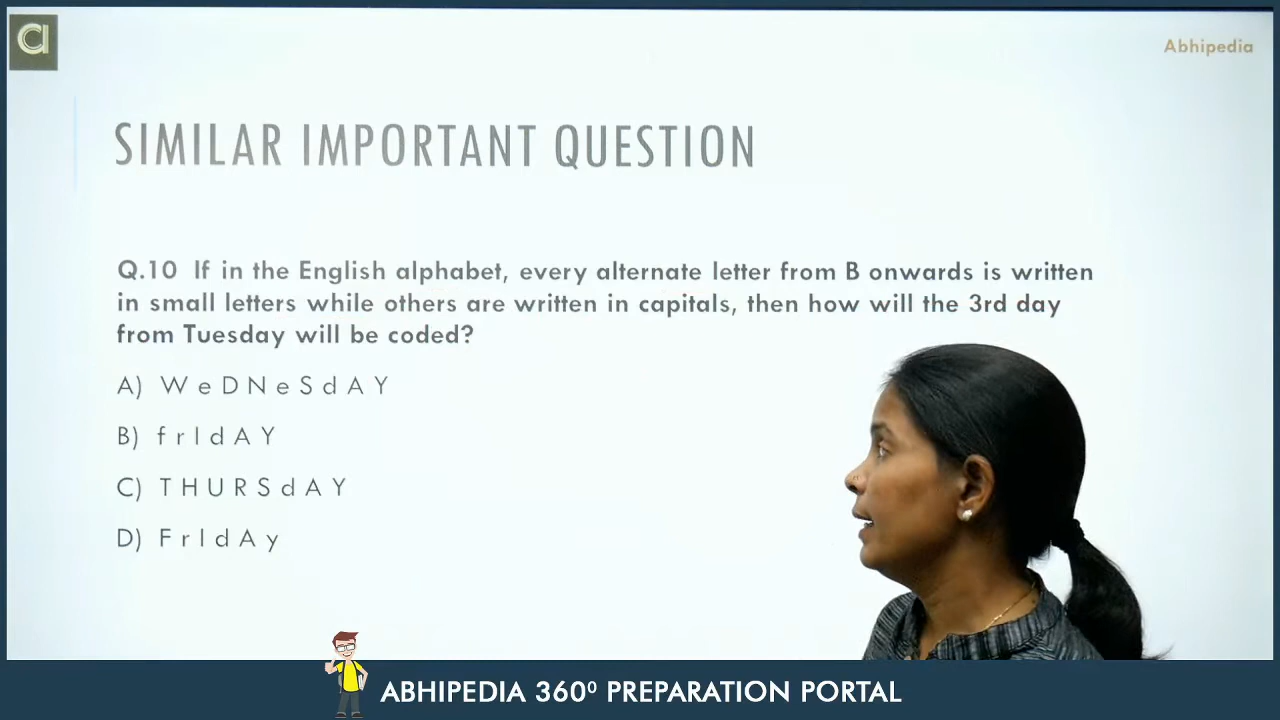 Abhipedia
SIMILAR IMPORTANT QUESTION
Q.10 If in the English alphabet, every alternate letter from B onwards is written
in small letters while others are written in capitals, then how will the 3rd day
from Tuesday will be coded?
A) W e D N e S d A Y
B) f r I d A Y
C) T H U R S d A Y
D) F r I d A y
ABHIPEDIA 360⁰ PREPARATION PORTAL